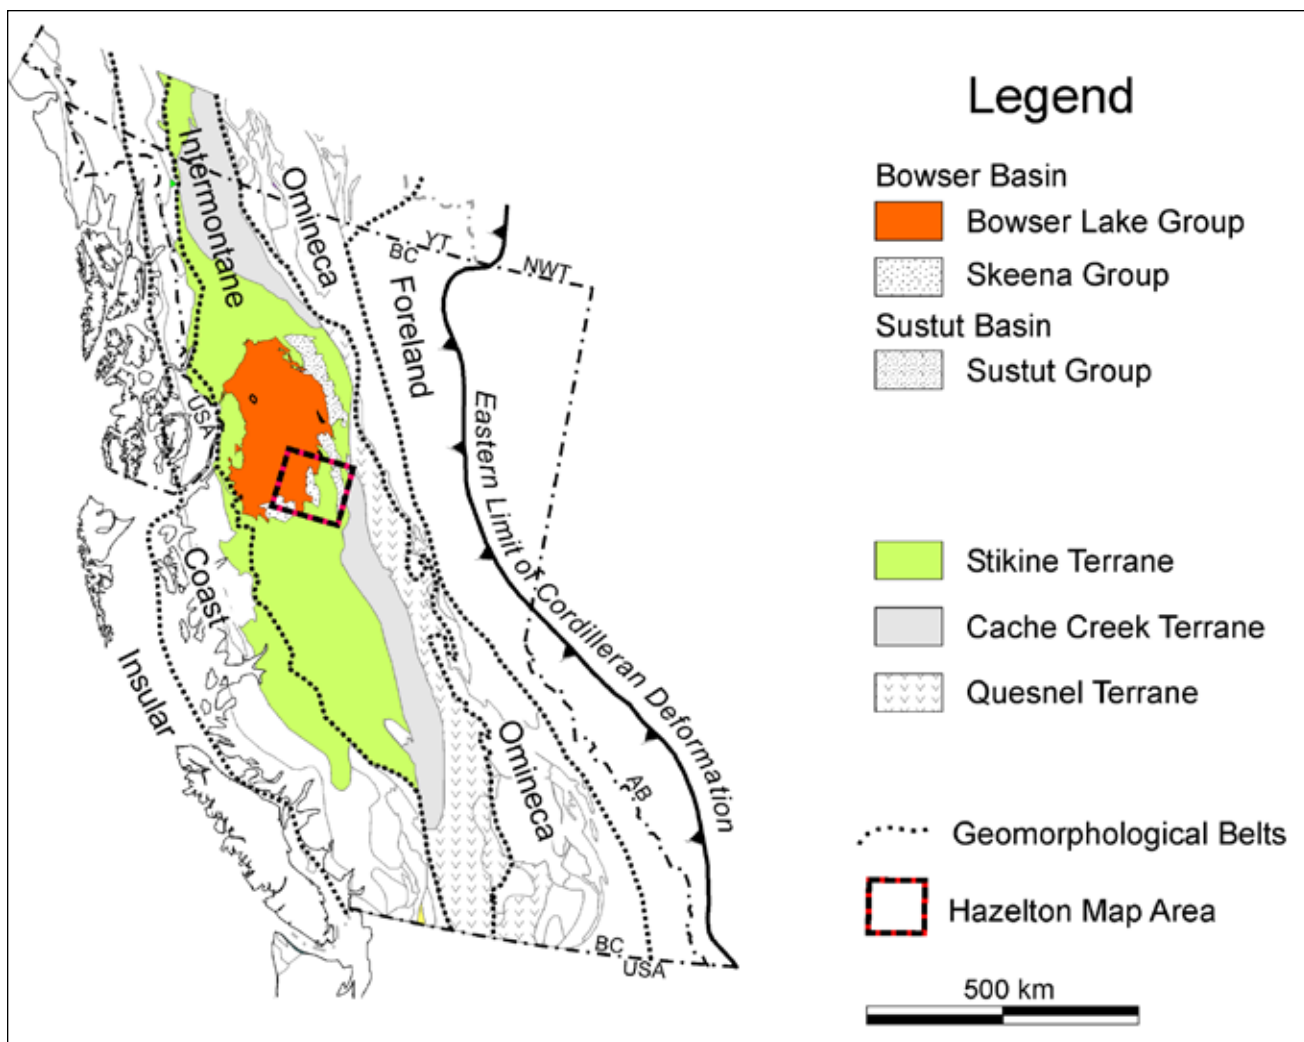 Legend
Bowser Basin
Bowser Lake Group
Skeena Group
Sustut Basin
Sustut Group
Stikine Terrane
Cache Creek Terrane
Quesnel Terrane
Geomorphological Belts
Hazelton Map Area
500 km
Intermontane
Omineca
YT
BC
NWT
Foreland
USA
Eastern Limit of Cordilleran Deformation
Coast
Insular
Omineca
AB
BC
USA